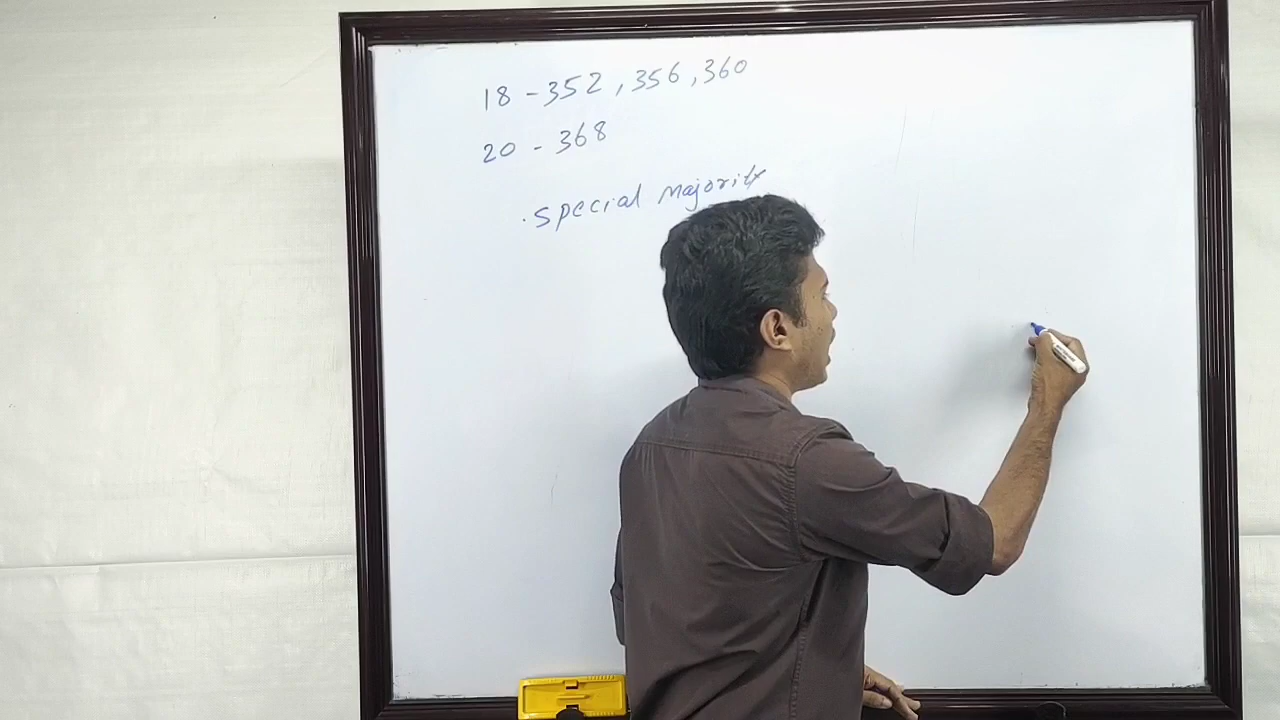 18 - 352, 356, 360
20 - 368
. special majority